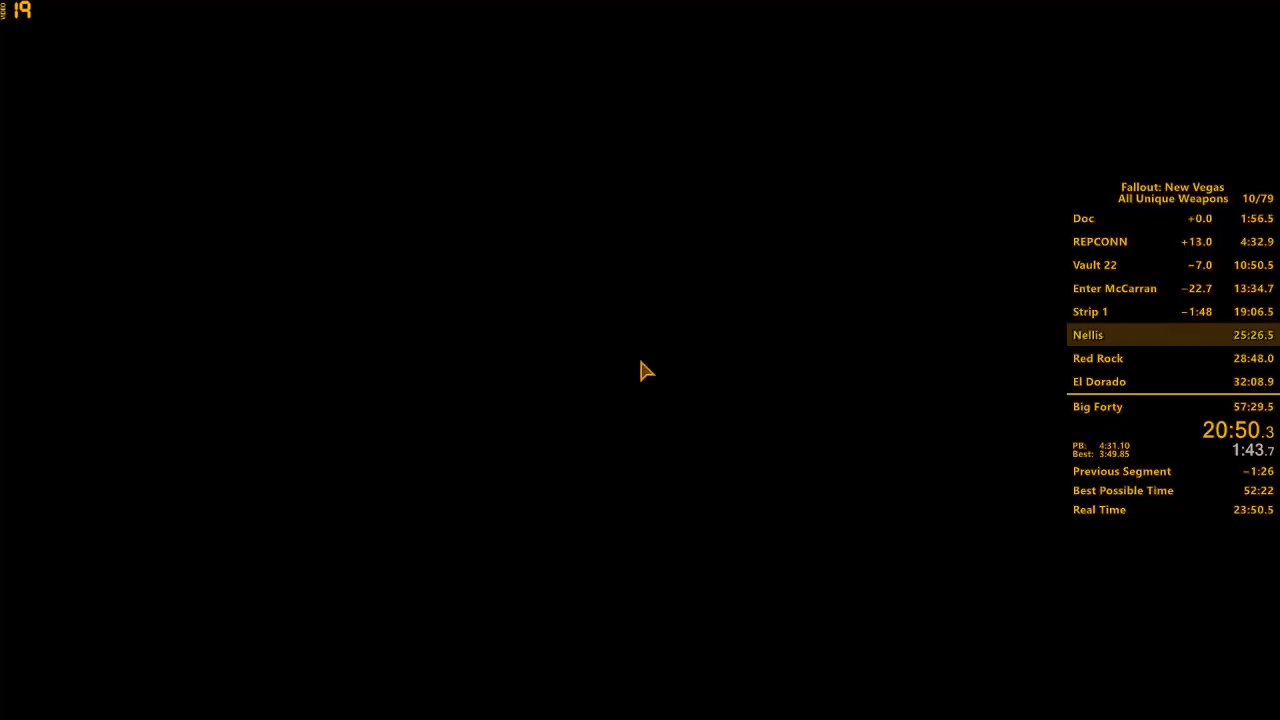 VIDEO 19
Fallout: New Vegas
All Unique Weapons 10/79
Doc +0.0 1:56.5
REPCONN +13.0 4:32.9
Vault 22 −7.0 10:50.5
Enter McCarran −22.7 13:34.7
Strip 1 −1:48 19:06.5
Nellis 25:26.5
Red Rock 28:48.0
El Dorado 32:08.9
Big Forty 57:29.5
20:50.3
PB: 4:31.10
Best: 3:49.85
1:43.7
Previous Segment −1:26
Best Possible Time 52:22
Real Time 23:50.5